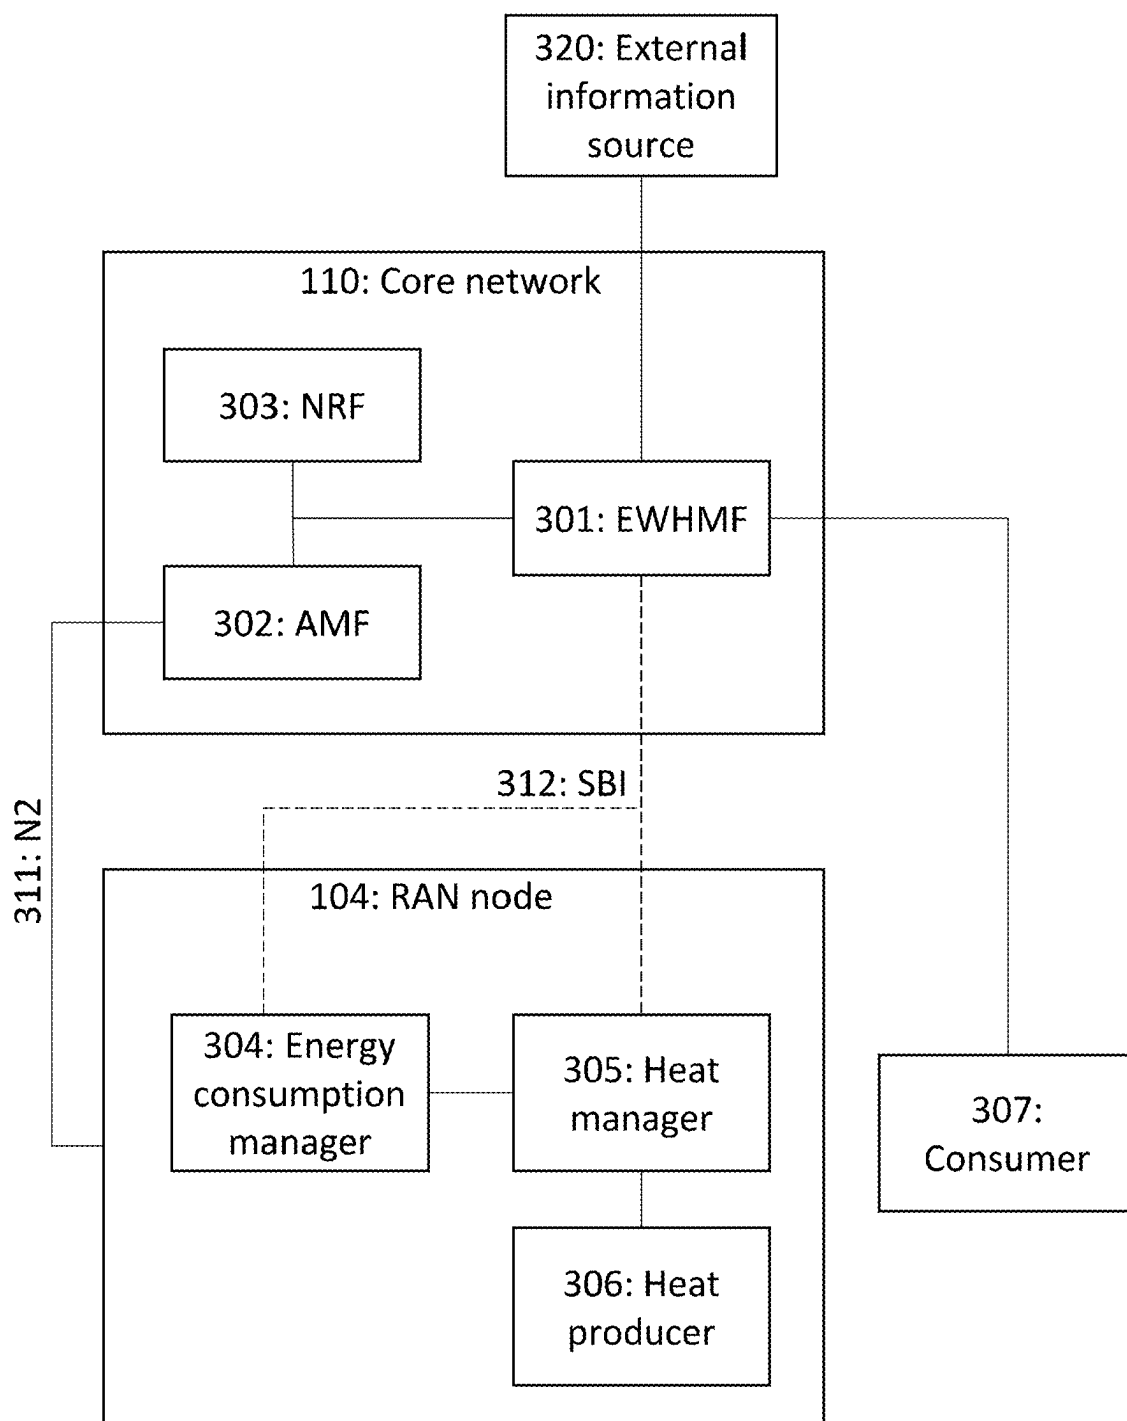 320: External
information
source
110: Core network
303: NRF
301: EWHMF
302: AMF
312: SBI
311: N2
104: RAN node
304: Energy
consumption
manager
305: Heat
manager
307:
Consumer
306: Heat
producer